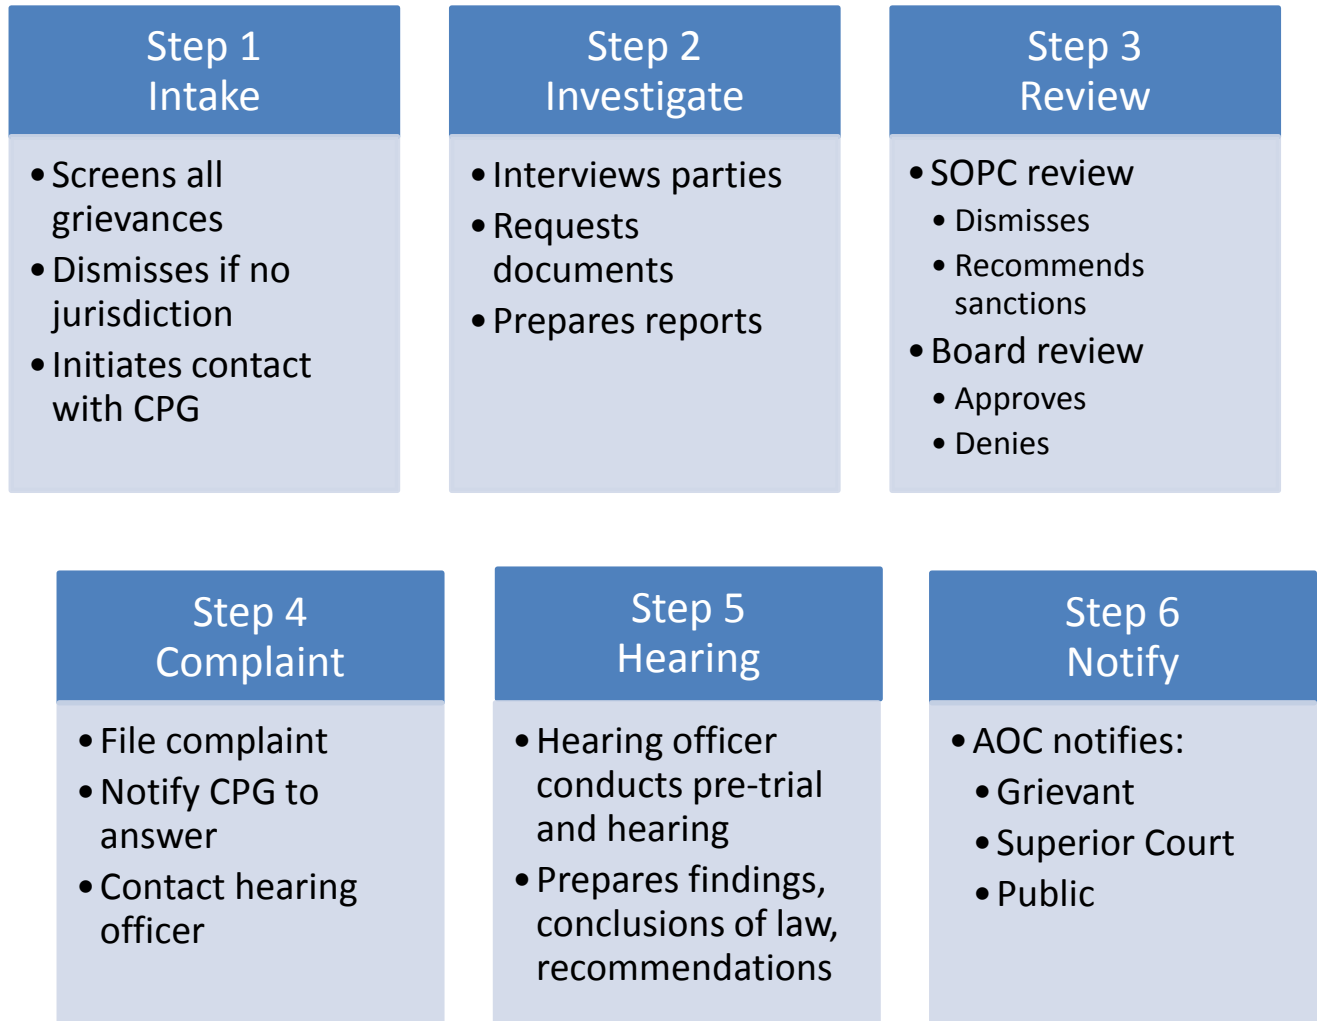 Step 1
Intake
• Screens all
grievances
• Dismisses if no
jurisdiction
• Initiates contact
with CPG
Step 2
Investigate
• Interviews parties
• Requests
documents
• Prepares reports
Step 3
Review
• SOPC review
• Dismisses
• Recommends
sanctions
• Board review
• Approves
• Denies
Step 4
Complaint
• File complaint
• Notify CPG to
answer
• Contact hearing
officer
Step 5
Hearing
• Hearing officer
conducts pre-trial
and hearing
• Prepares findings,
conclusions of law,
recommendations
Step 6
Notify
• AOC notifies:
• Grievant
• Superior Court
• Public